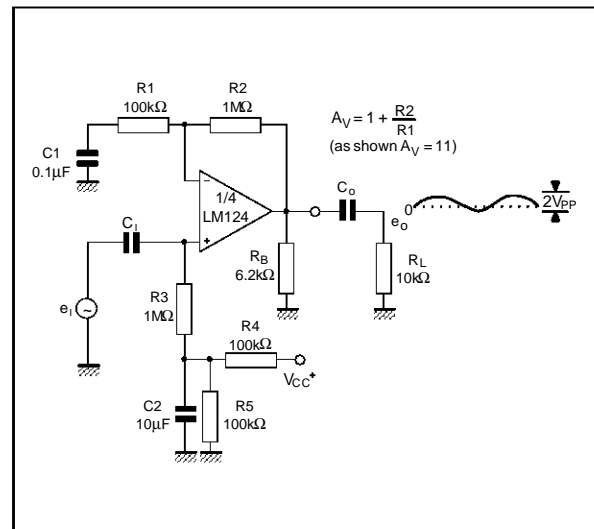 R1
100kΩ
R2
1MΩ
A_V = 1 + R2/R1
(as shown A_V = 11)
C1
0.1μF
1/4
LM124
-
+
C_I
C_O
0
2V_PP
e_O
R_B
6.2kΩ
R_L
10kΩ
R3
1MΩ
e_I
~
R4
100kΩ
V_CC+
C2
10μF
R5
100kΩ